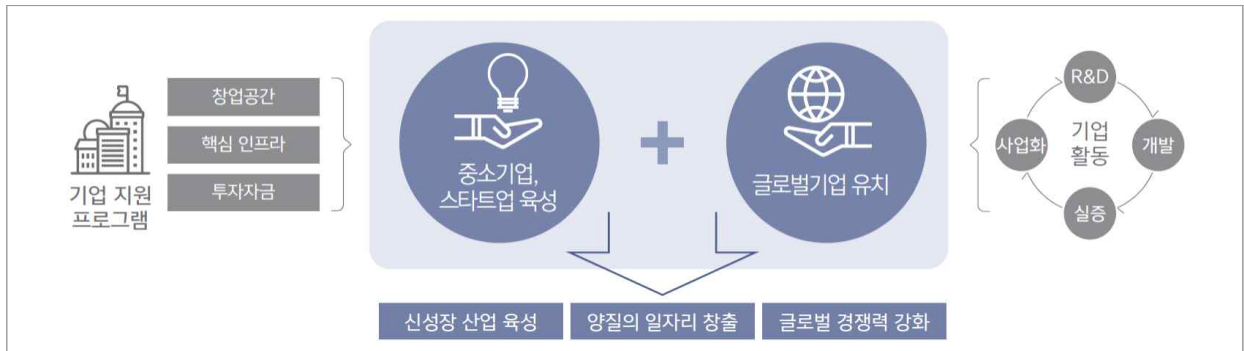 기업 지원
프로그램
창업공간
핵심 인프라
투자자금
중소기업,
스타트업 육성
글로벌기업 유치
R&D
개발
실증
사업화
기업
활동
신성장 산업 육성
양질의 일자리 창출
글로벌 경쟁력 강화